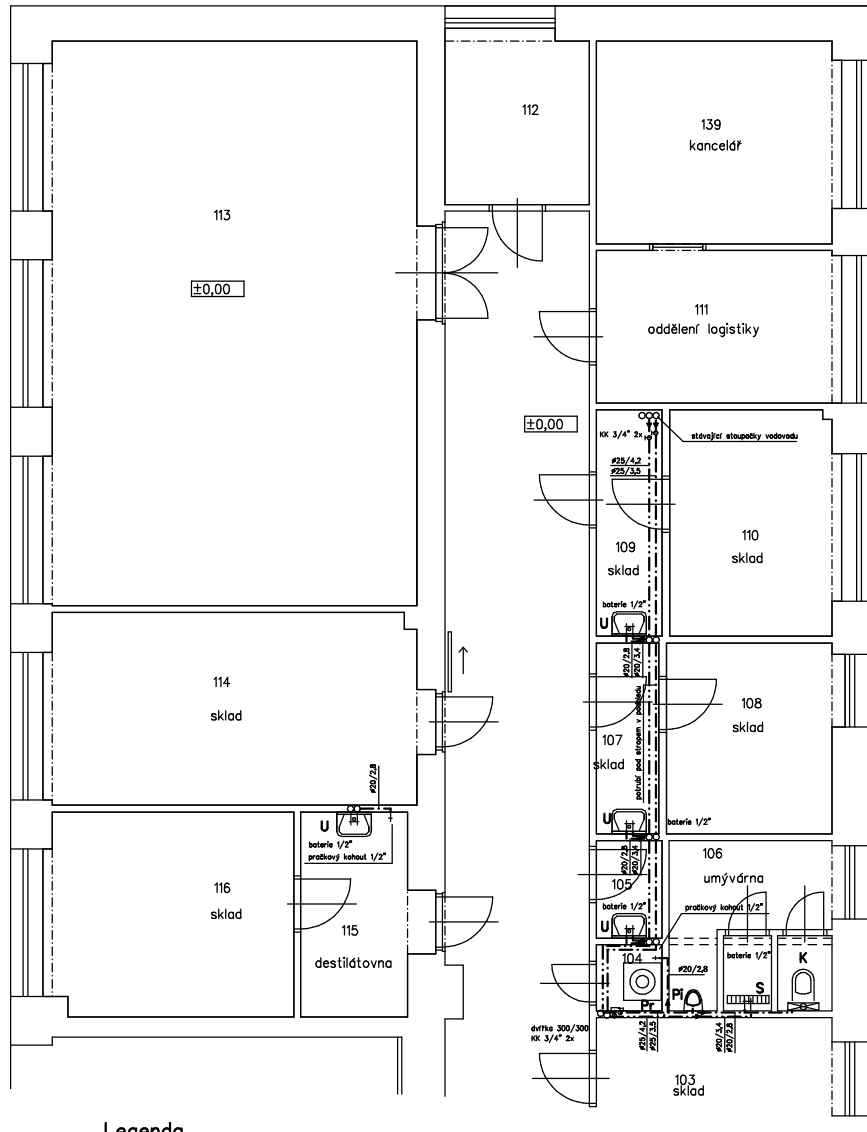 112
139
kancelář
113
±0,00
111
oddělení logistiky
±0,00
KK 3/4" 2x
stávající stoupačky vodovodu
ø25/4,2
ø25/3,5
109
sklad
110
sklad
baterie 1/2"
U
ø20/2,8
ø20/3,4
114
sklad
107
sklad
potrubí pod stropem v podhledu
108
sklad
ø20/2,8
U
baterie 1/2"
pračkový kohout 1/2"
U
baterie 1/2"
ø20/2,8
ø20/3,4
116
sklad
115
destilátovna
105
baterie 1/2"
U
106
umývárna
pračkový kohout 1/2"
104
ø20/2,8
baterie 1/2"
K
Pr
Pi
S
dvířka 300/300
KK 3/4" 2x
ø25/4,2
ø25/3,5
ø20/3,4
ø20/2,8
103
sklad
Legenda